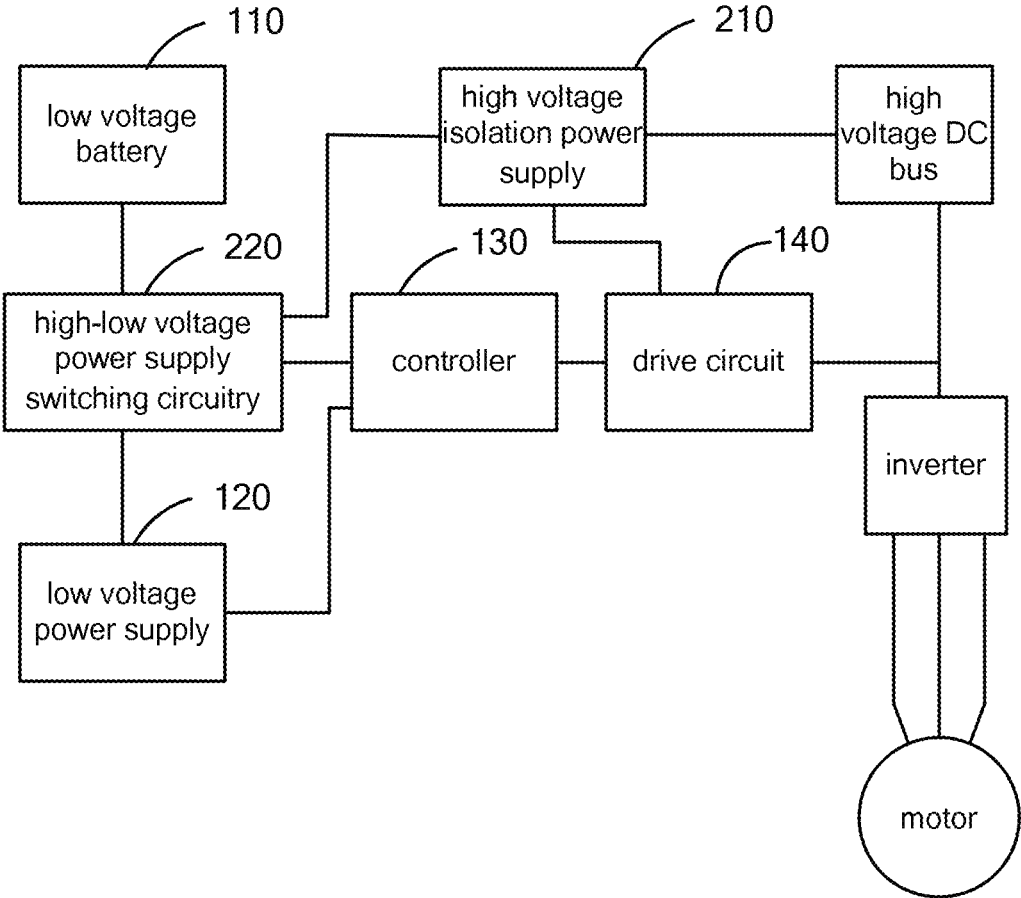 110
low voltage
battery
210
high voltage
isolation power
supply
high
voltage DC
bus
220
high-low voltage
power supply
switching circuitry
130
controller
140
drive circuit
inverter
120
low voltage
power supply
motor